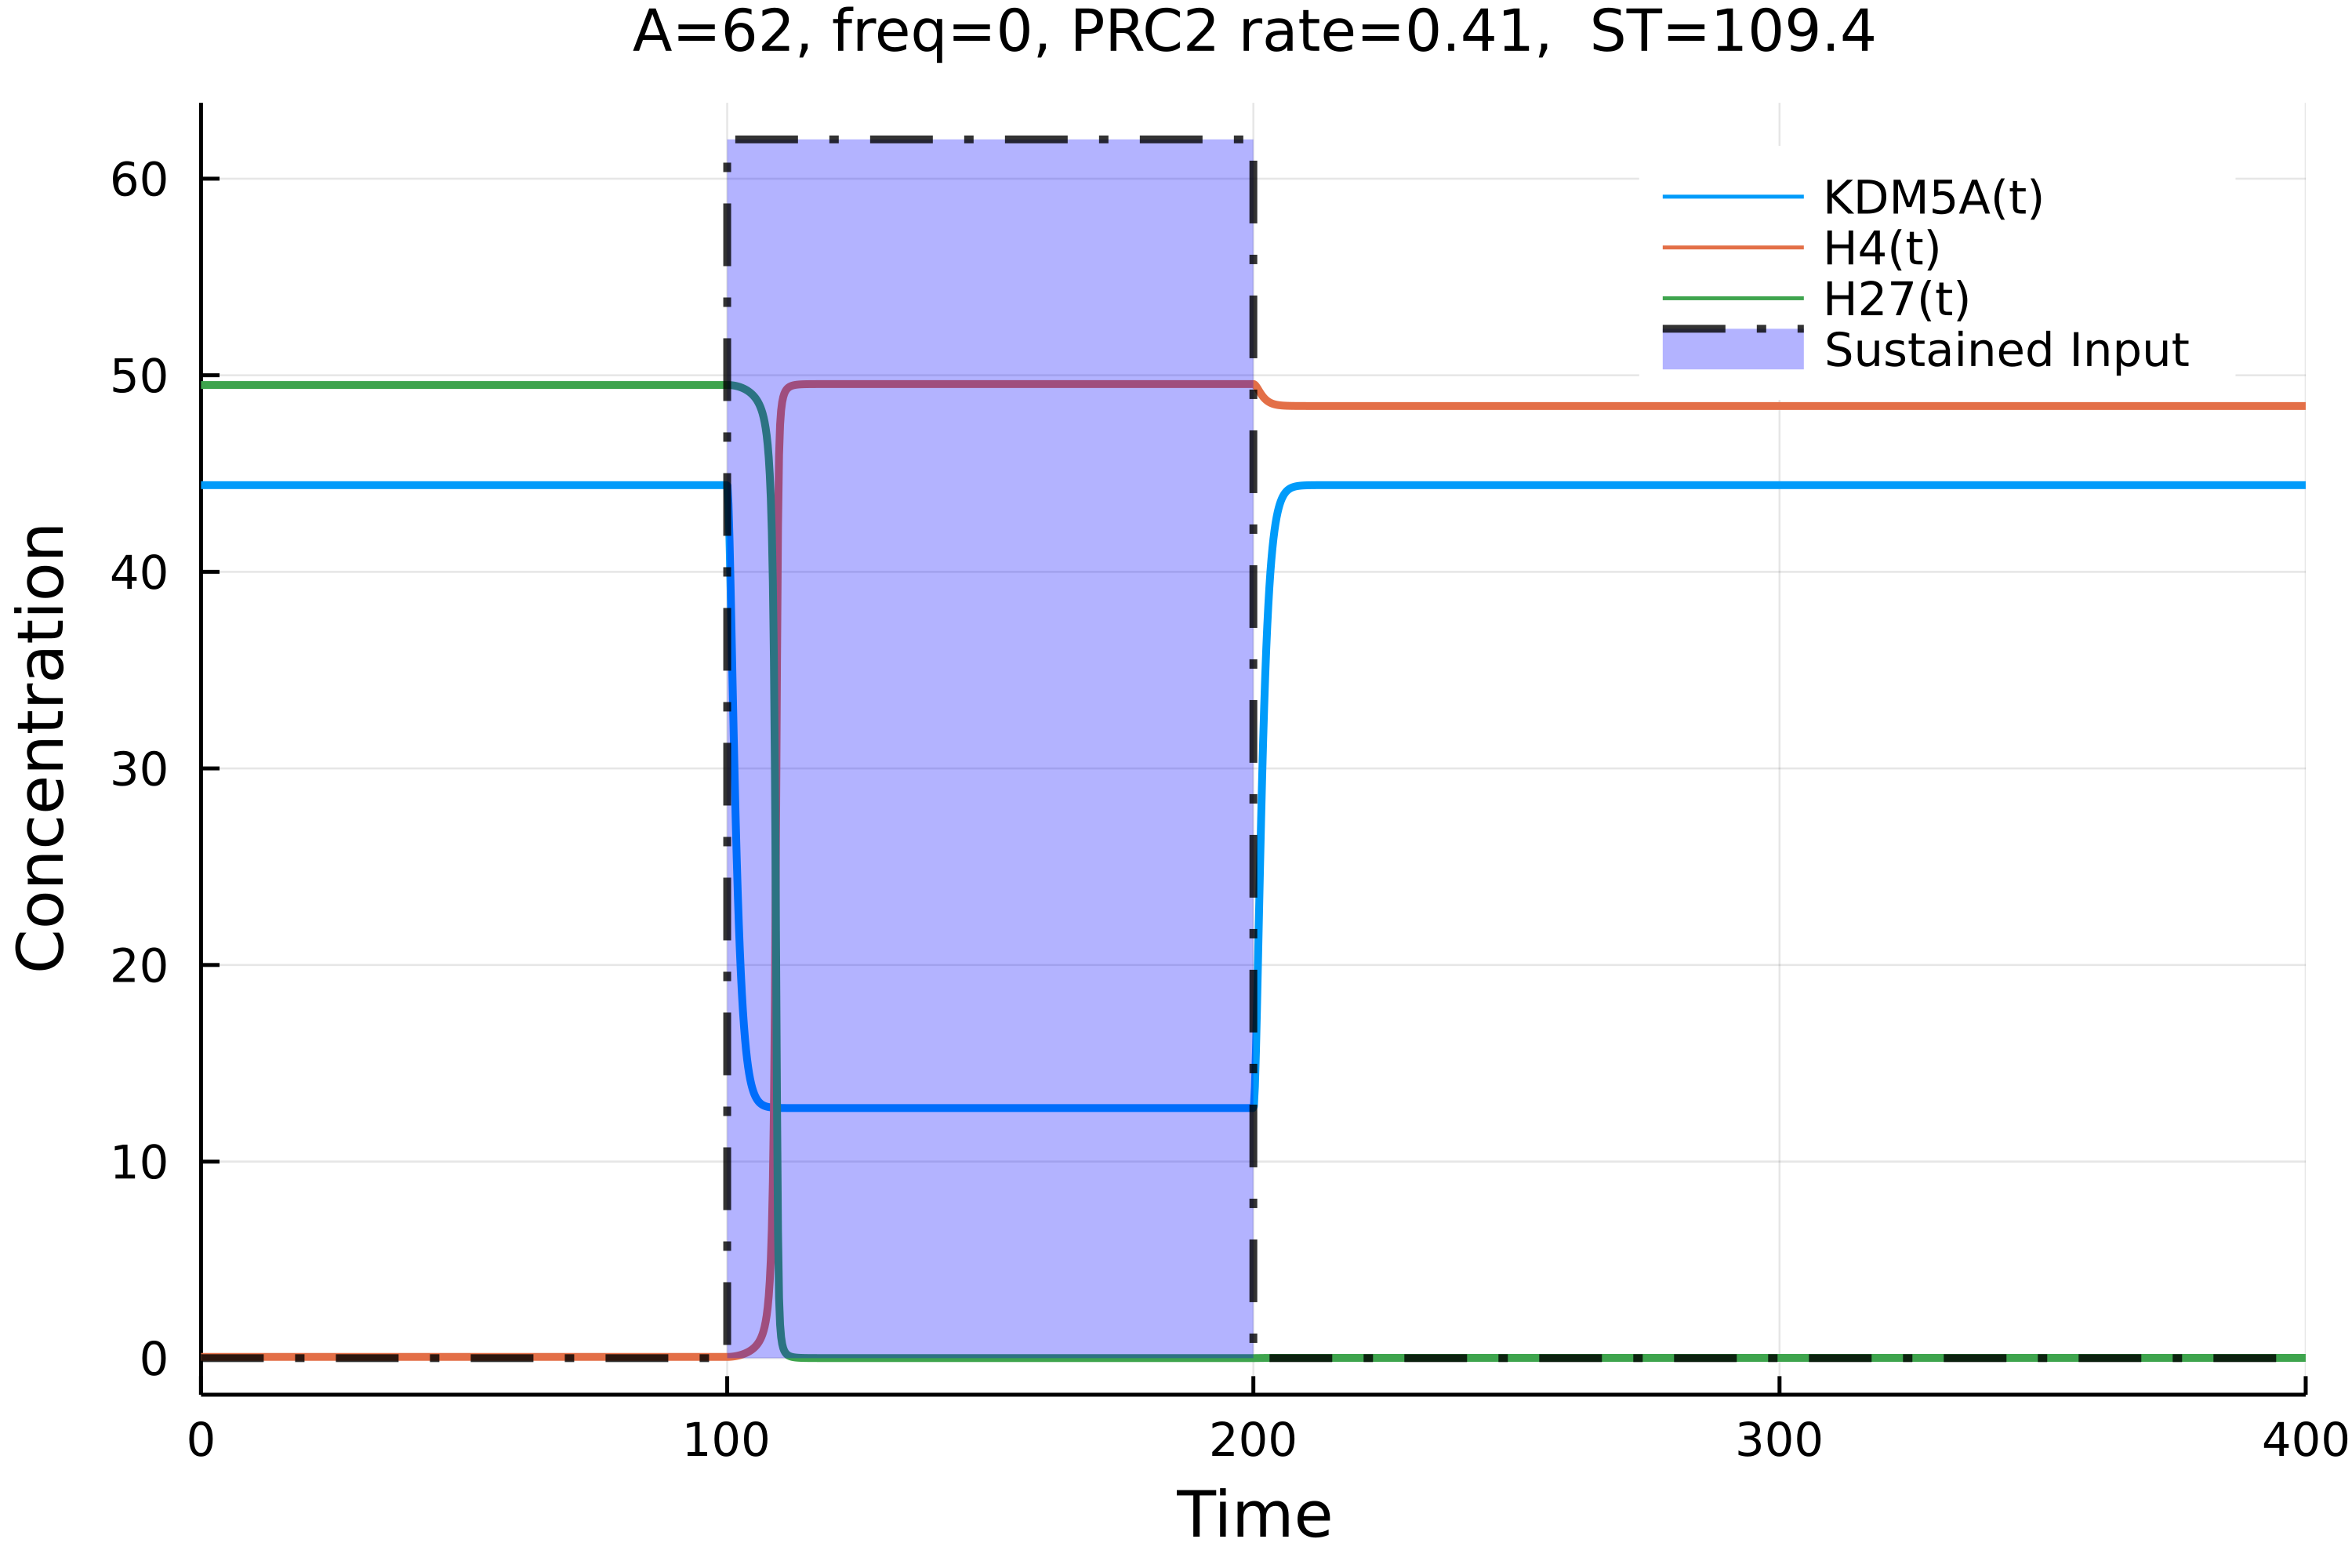 A=62, freq=0, PRC2 rate=0.41,  ST=109.4
60
50
40
30
20
10
0
Concentration
KDM5A(t)
H4(t)
H27(t)
Sustained Input
0 100 200 300 400
Time